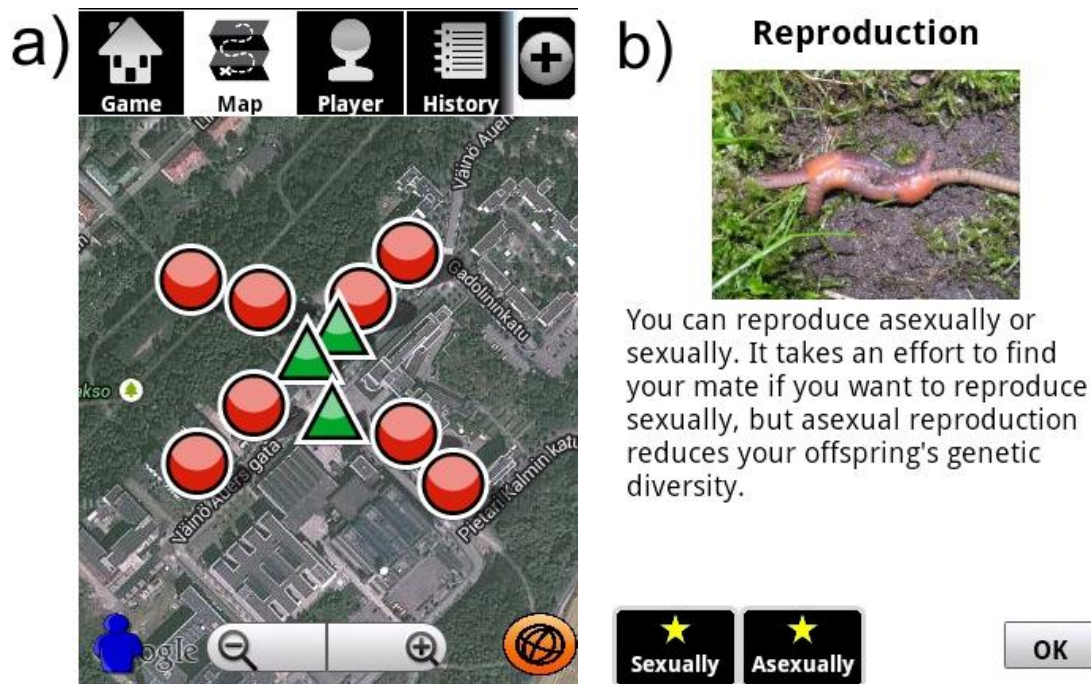 a)
Game Map Player History
Väinö Auerin
Gadolininkatu
akso
Väinö Auers gata
Pietari Kalmin katu
ogle
b)
Reproduction
You can reproduce asexually or
sexually. It takes an effort to find
your mate if you want to reproduce
sexually, but asexual reproduction
reduces your offspring's genetic
diversity.
Sexually Asexually OK